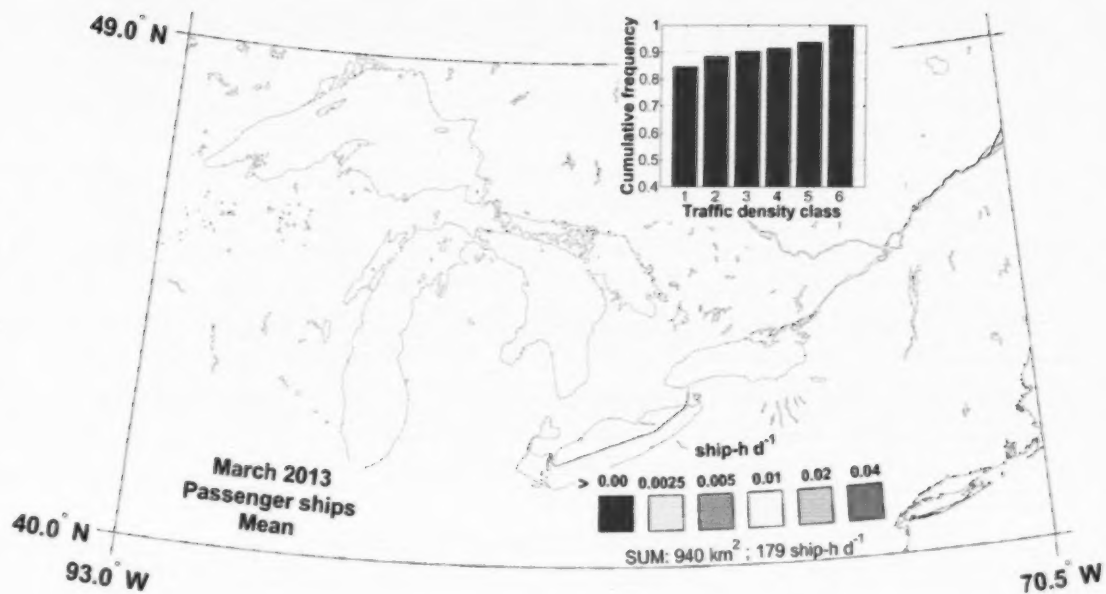 49.0° N
1
0.9
0.8
0.7
0.6
0.5
0.4
Cumulative frequency
1 2 3 4 5 6
Traffic density class
March 2013
Passenger ships
Mean
ship-h d⁻¹
> 0.00 0.0025 0.005 0.01 0.02 0.04
SUM: 940 km² ; 179 ship-h d⁻¹
40.0° N
93.0° W
70.5° W